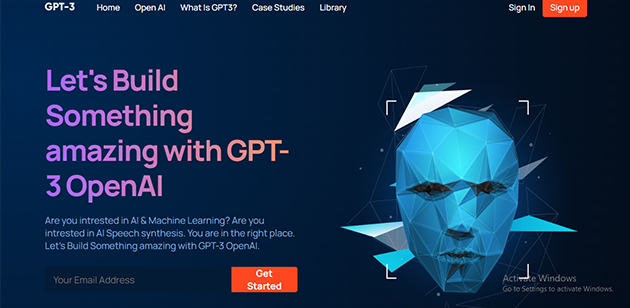 GPT-3 Home Open AI What Is GPT3? Case Studies Library Sign In Sign up
Let's Build
Something
amazing with GPT-
3 OpenAI
Are you intrested in AI & Machine Learning? Are you
intrested in AI Speech synthesis. You are in the right place.
Let's Build Something amazing with GPT-3 OpenAI.
Your Email Address
Get
Started
Activate Windows
Go to Settings to activate Windows.